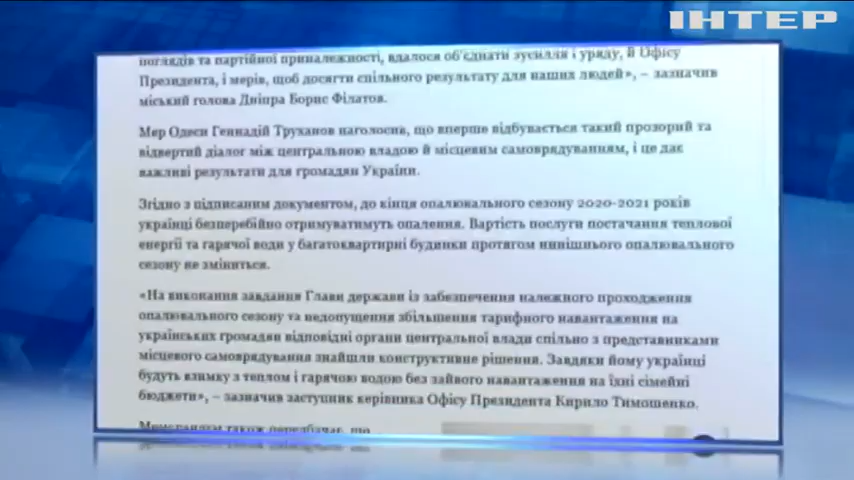 ІНТЕР
поглядів та партійної приналежності, вдалося об'єднати зусилля і уряду, й Офісу
Президента, і мерів, щоб досягти спільного результату для наших людей», – зазначив
міський голова Дніпра Борис Філатов.
Мер Одеси Геннадій Труханов наголосив, що вперше відбувається такий прозорий та
відвертий діалог між центральною владою й місцевим самоврядуванням, і це дає
важливі результати для громадян України.
Згідно з підписаним документом, до кінця опалювального сезону 2020-2021 років
українці безперебійно отримуватимуть опалення. Вартість послуги постачання теплової
енергії та гарячої води у багатоквартирні будинки протягом нинішнього опалювального
сезону не зміниться.
«На виконання завдання Глави держави із забезпечення належного проходження
опалювального сезону та недопущення збільшення тарифного навантаження на
українських громадян відповідні органи центральної влади спільно з представниками
місцевого самоврядування знайшли конструктивне рішення. Завдяки йому українці
будуть взимку з теплом і гарячою водою без зайвого навантаження на їхні сімейні
бюджети», – зазначив заступник керівника Офісу Президента Кирило Тимошенко.
Меморандум також передбачає, що